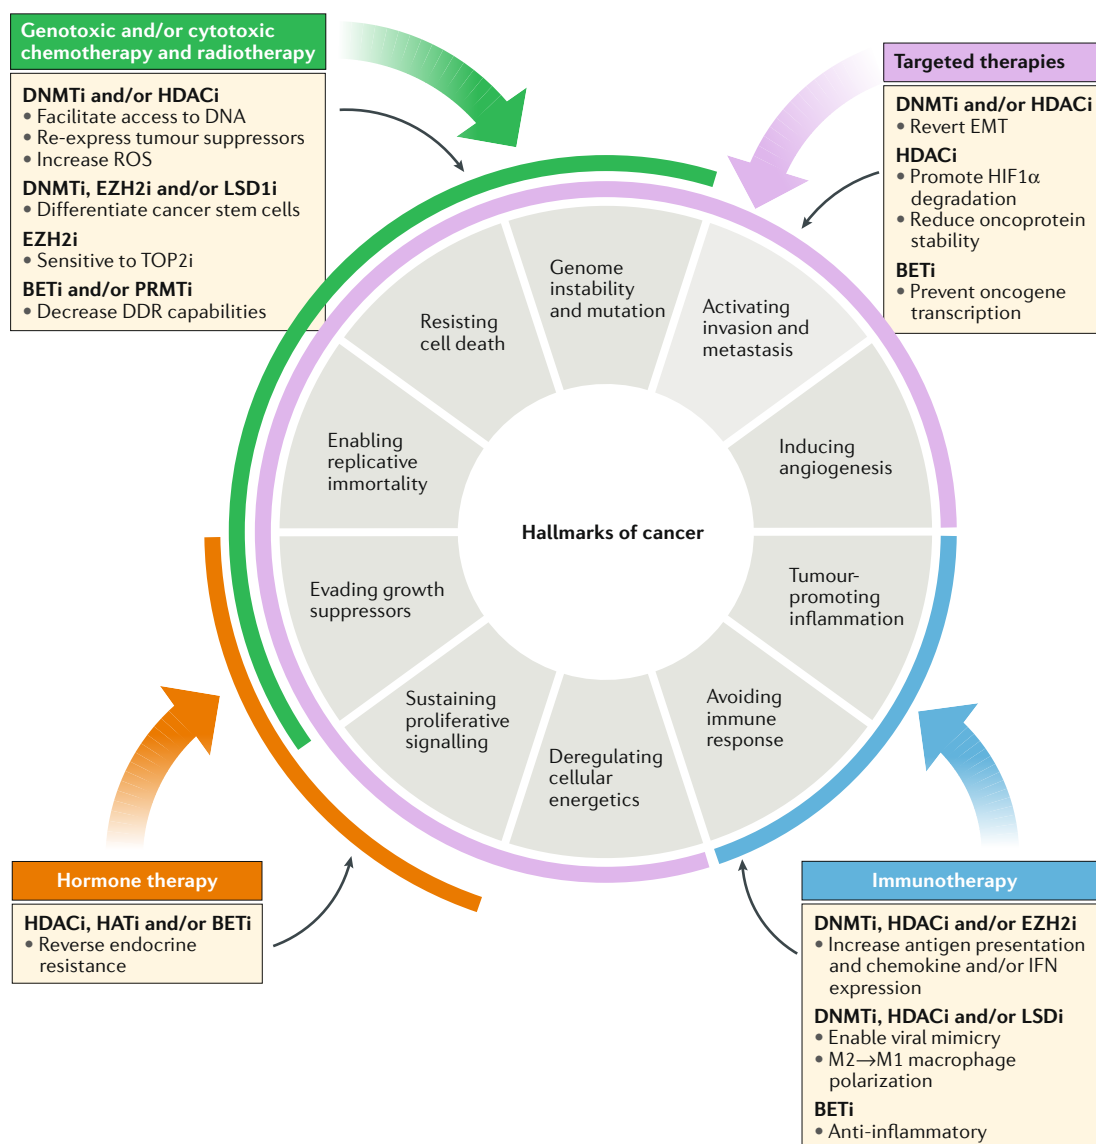 Genotoxic and/or cytotoxic
chemotherapy and radiotherapy
DNMTi and/or HDACi
• Facilitate access to DNA
• Re-express tumour suppressors
• Increase ROS
DNMTi, EZH2i and/or LSD1i
• Differentiate cancer stem cells
EZH2i
• Sensitive to TOP2i
BETi and/or PRMTi
• Decrease DDR capabilities
Targeted therapies
DNMTi and/or HDACi
• Revert EMT
HDACi
• Promote HIF1α
degradation
• Reduce oncoprotein
stability
BETi
• Prevent oncogene
transcription
Genome
instability
and mutation
Activating
invasion and
metastasis
Inducing
angiogenesis
Tumour-
promoting
inflammation
Avoiding
immune
response
Deregulating
cellular
energetics
Sustaining
proliferative
signalling
Evading growth
suppressors
Enabling
replicative
immortality
Resisting
cell death
Hallmarks of cancer
Hormone therapy
HDACi, HATi and/or BETi
• Reverse endocrine
resistance
Immunotherapy
DNMTi, HDACi and/or EZH2i
• Increase antigen presentation
and chemokine and/or IFN
expression
DNMTi, HDACi and/or LSDi
• Enable viral mimicry
• M2→M1 macrophage
polarization
BETi
• Anti-inflammatory